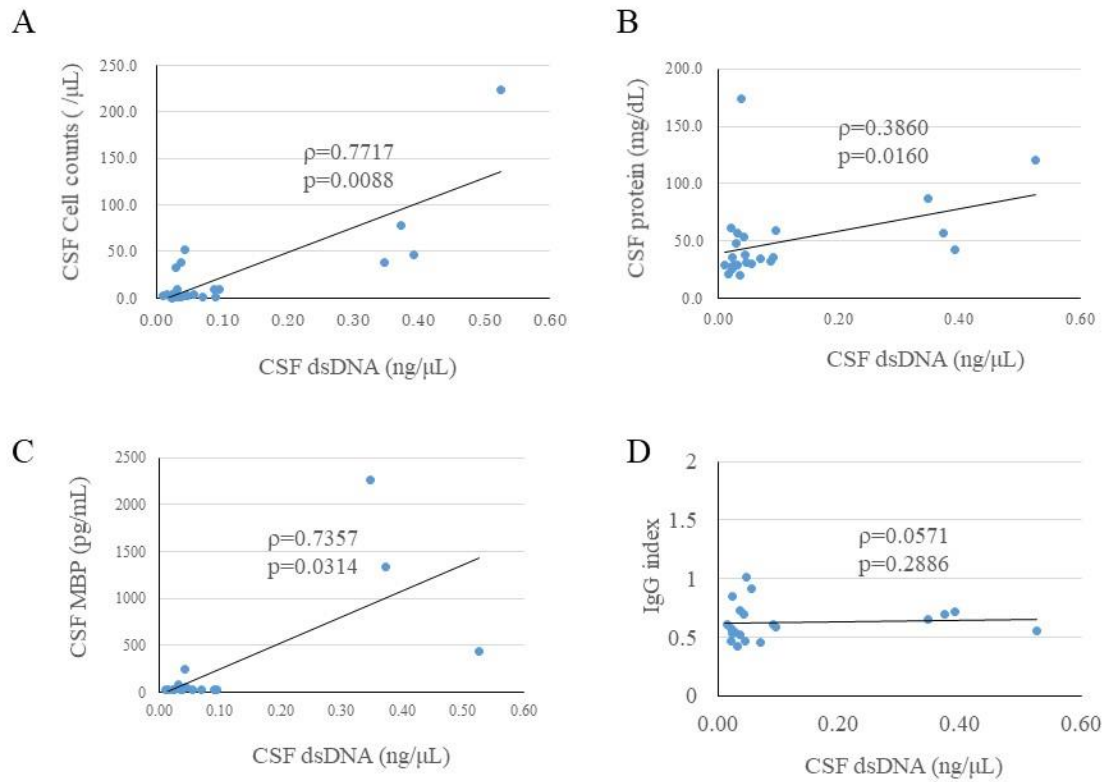 A
CSF Cell counts ( /μL)
250.0
200.0
150.0
100.0
50.0
0.0
ρ=0.7717
p=0.0088
0.00 0.10 0.20 0.30 0.40 0.50 0.60
CSF dsDNA (ng/μL)
B
CSF protein (mg/dL)
200.0
150.0
100.0
50.0
0.0
ρ=0.3860
p=0.0160
0.00 0.20 0.40 0.60
CSF dsDNA (ng/μL)
C
CSF MBP (pg/mL)
2500
2000
1500
1000
500
0
ρ=0.7357
p=0.0314
0.00 0.10 0.20 0.30 0.40 0.50 0.60
CSF dsDNA (ng/μL)
D
IgG index
2
1.5
1
0.5
0
ρ=0.0571
p=0.2886
0.00 0.20 0.40 0.60
CSF dsDNA (ng/μL)